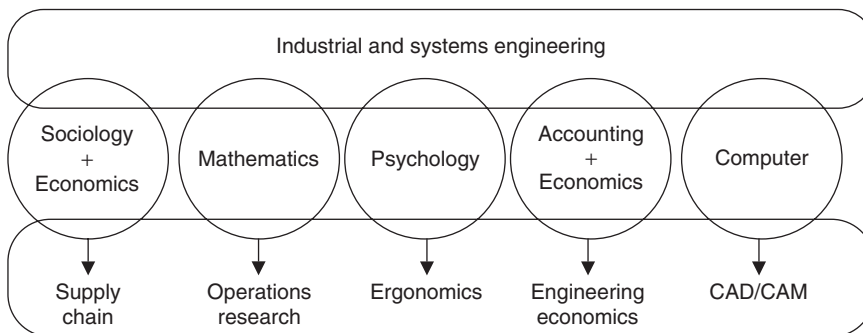 Industrial and systems engineering
Sociology
+
Economics
Mathematics
Psychology
Accounting
+
Economics
Computer
Supply
chain
Operations
research
Ergonomics
Engineering
economics
CAD/CAM